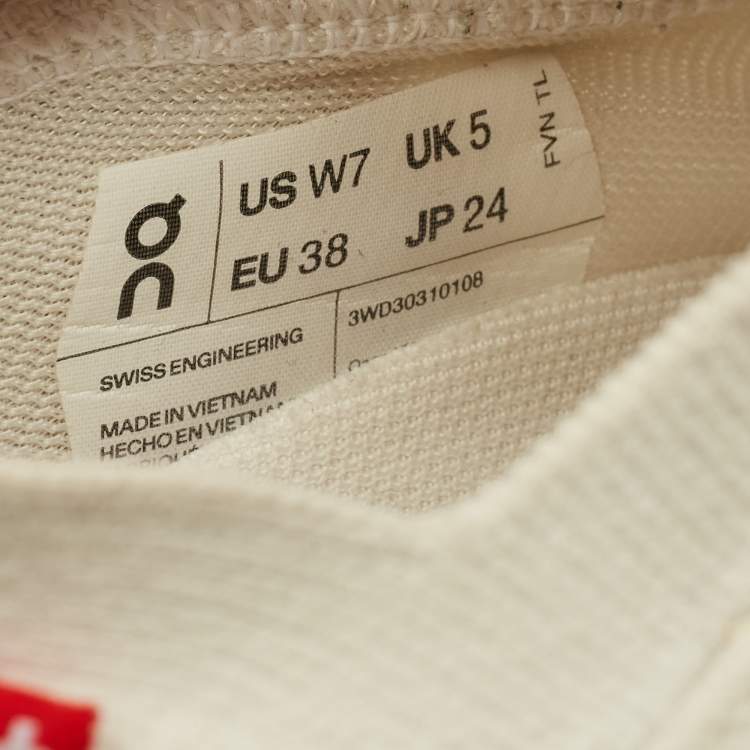 On
US W7 UK 5
EU 38 JP 24
FVN TL
3WD30310108
SWISS ENGINEERING
MADE IN VIETNAM
HECHO EN VIETNAM